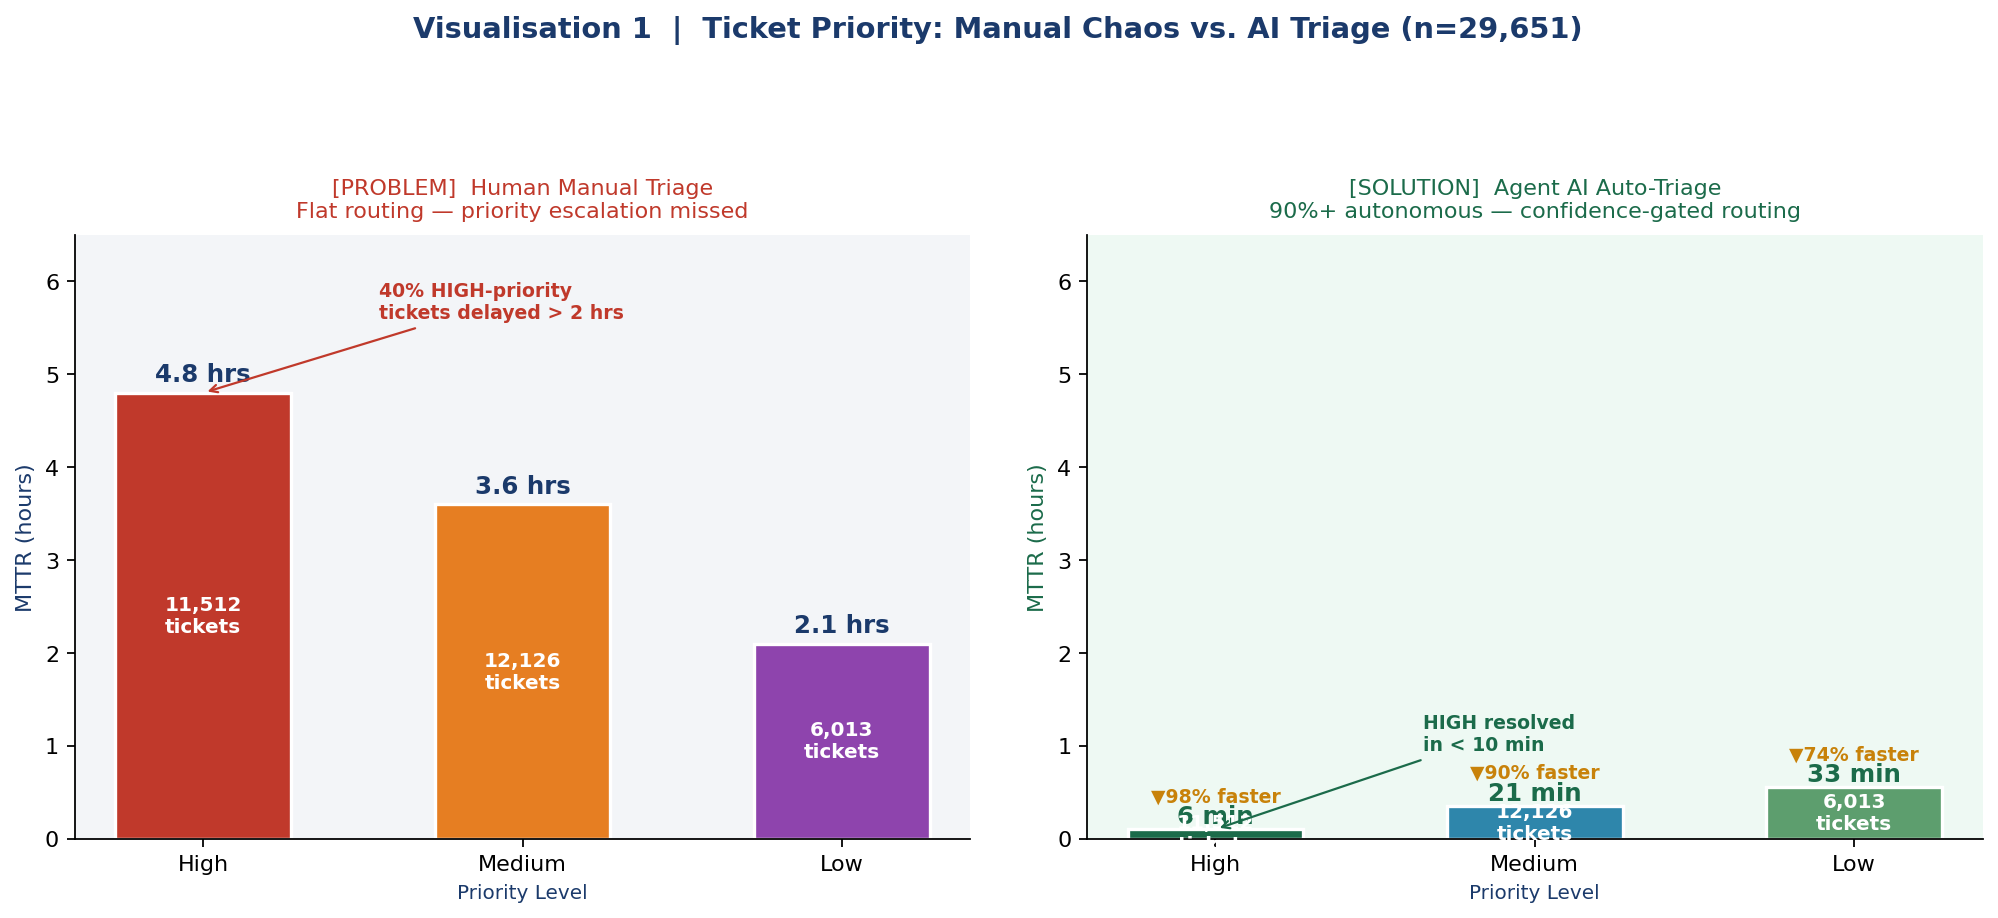 Visualisation 1 | Ticket Priority: Manual Chaos vs. AI Triage (n=29,651)
[PROBLEM] Human Manual Triage
Flat routing — priority escalation missed
MTTR (hours)
6
5
4
3
2
1
0
40% HIGH-priority
tickets delayed > 2 hrs
4.8 hrs
11,512
tickets
3.6 hrs
12,126
tickets
2.1 hrs
6,013
tickets
High
Medium
Low
Priority Level
[SOLUTION] Agent AI Auto-Triage
90%+ autonomous — confidence-gated routing
MTTR (hours)
6
5
4
3
2
1
0
HIGH resolved
in < 10 min
▼98% faster
6 min
▼90% faster
21 min
12,126
tickets
▼74% faster
33 min
6,013
tickets
High
Medium
Low
Priority Level